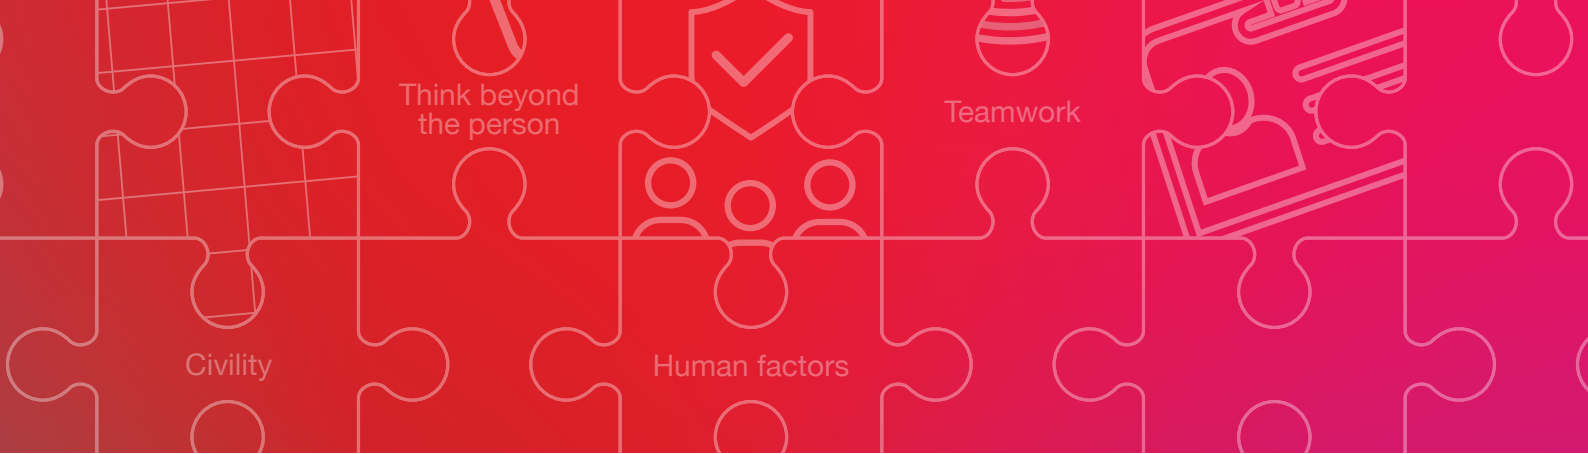 Think beyond
the person
Teamwork
Civility
Human factors